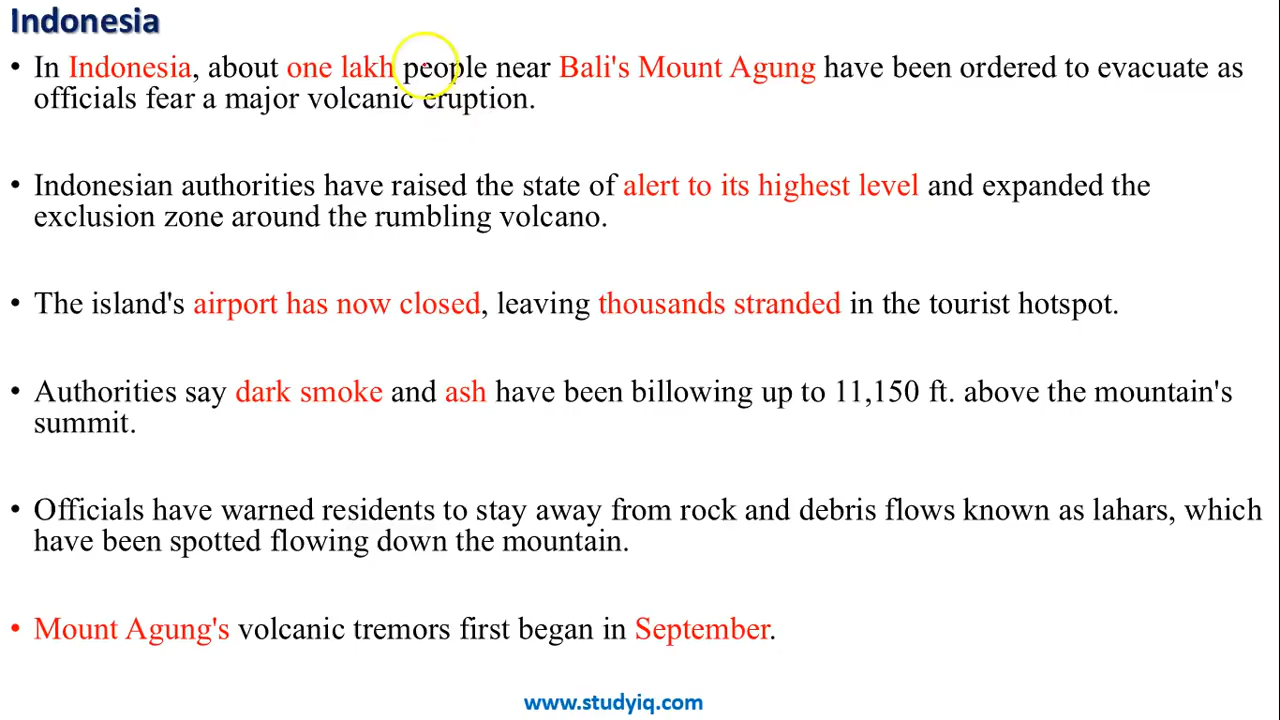 Indonesia
• In Indonesia, about one lakh people near Bali's Mount Agung have been ordered to evacuate as
officials fear a major volcanic eruption.
• Indonesian authorities have raised the state of alert to its highest level and expanded the
exclusion zone around the rumbling volcano.
• The island's airport has now closed, leaving thousands stranded in the tourist hotspot.
• Authorities say dark smoke and ash have been billowing up to 11,150 ft. above the mountain's
summit.
• Officials have warned residents to stay away from rock and debris flows known as lahars, which
have been spotted flowing down the mountain.
• Mount Agung's volcanic tremors first began in September.
www.studyiq.com